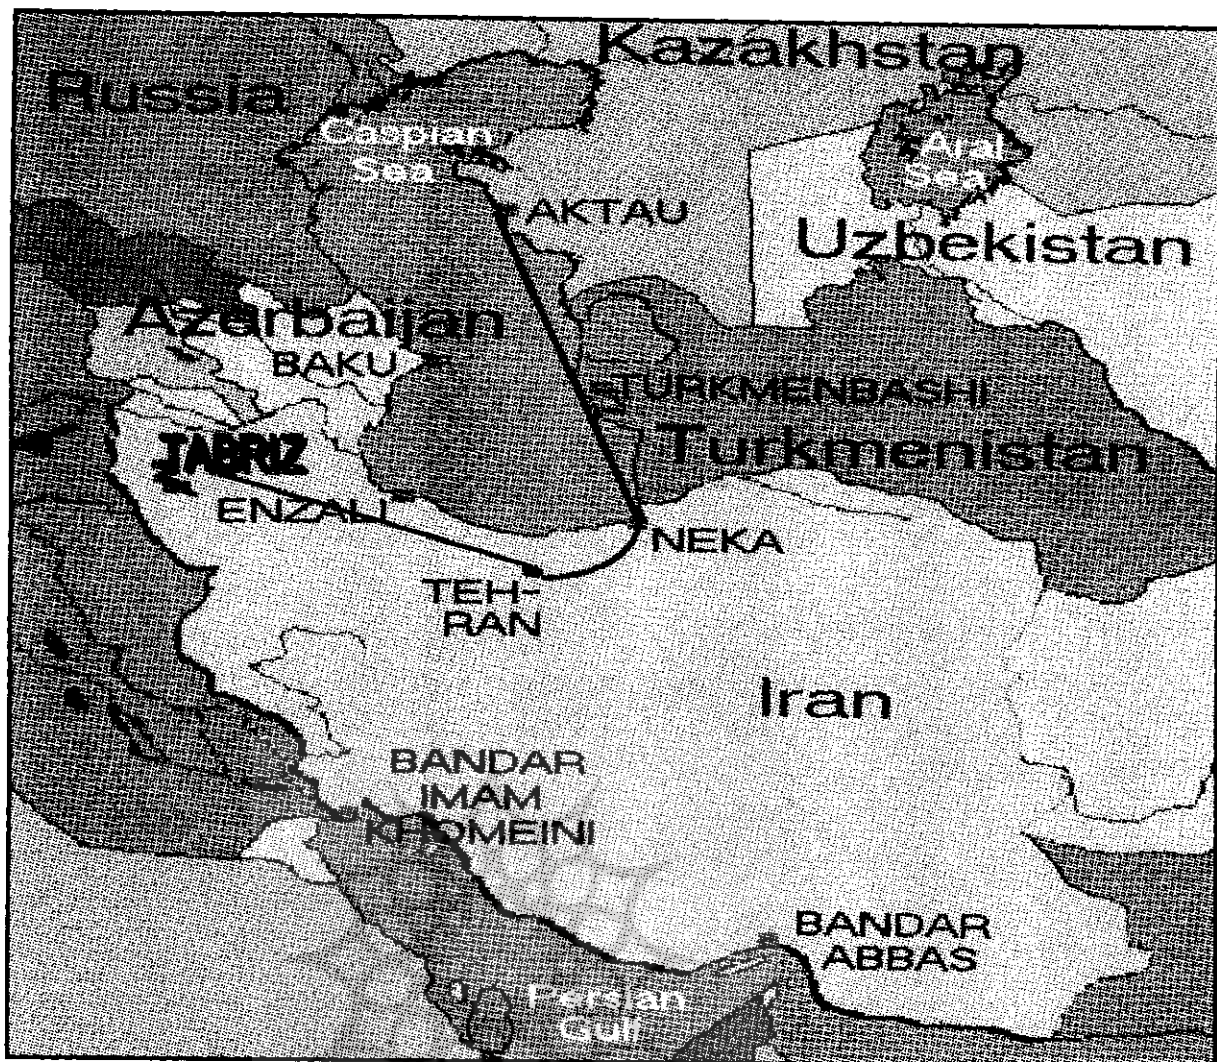 Kazakhstan
Russia
Caspian
Sea
Aral
Sea
AKTAU
Uzbekistan
Azerbaijan
BAKU
TURKMENBASHI
Turkmenistan
TABRIZ
ENZALI
NEKA
TEH-
RAN
Iran
BANDAR
IMAM
KHOMEINI
BANDAR
ABBAS
Persian
Gulf